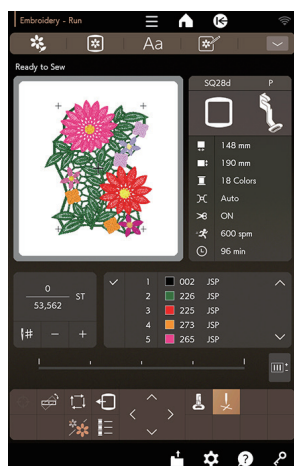 Embroidery - Run
Aa
Ready to Sew
SQ28d P
148 mm
190 mm
18 Colors
Auto
ON
600 spm
96 min
0
53,562
ST
1 002 JSP
2 226 JSP
3 225 JSP
4 273 JSP
5 265 JSP
# - +